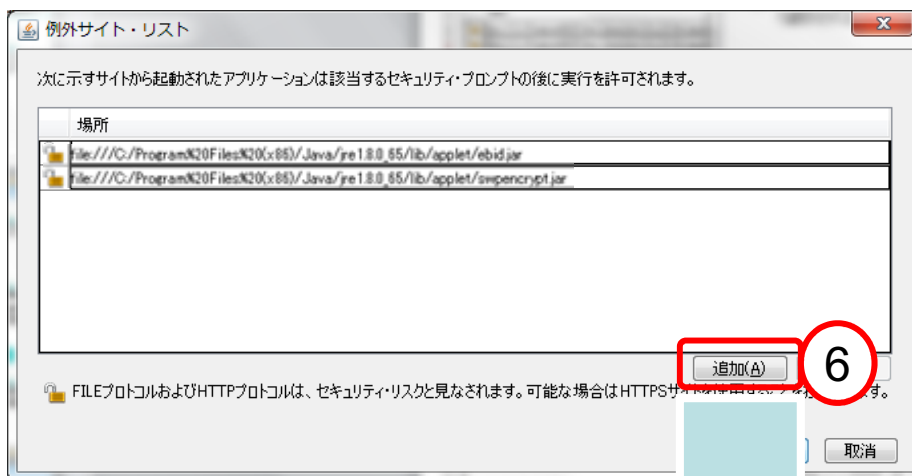 例外サイト・リスト
次に示すサイトから起動されたアプリケーションは該当するセキュリティ・プロンプトの後に実行を許可されます。
場所
file:///C:/Program%20Files%20(x86)/Java/jre1.8.0_65/lib/applet/ebid.jar
file:///C:/Program%20Files%20(x86)/Java/jre1.8.0_65/lib/applet/swpencrypt.jar
追加(A)
6
FILEプロトコルおよびHTTPプロトコルは、セキュリティ・リスクと見なされます。可能な場合はHTTPSサ
す。
取消